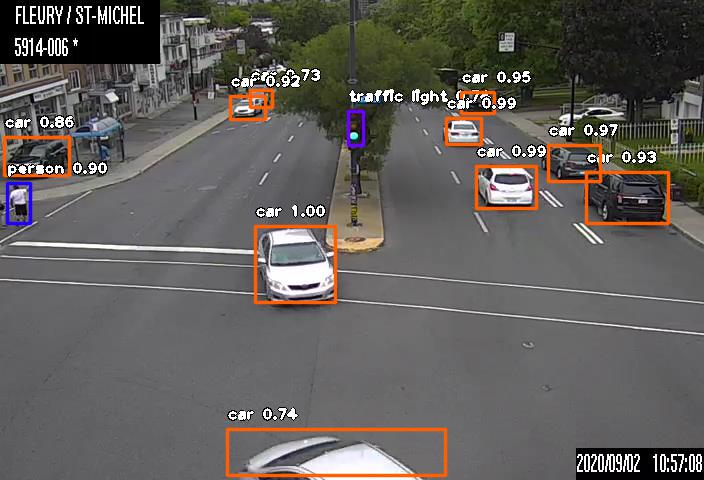 FLEURY / ST-MICHEL
5914-006 *
car 0.92
car 0.95
car 0.99
car 0.86
car 0.97
car 0.99
car 0.93
person 0.90
car 1.00
car 0.74
2020/09/02 10:57:08